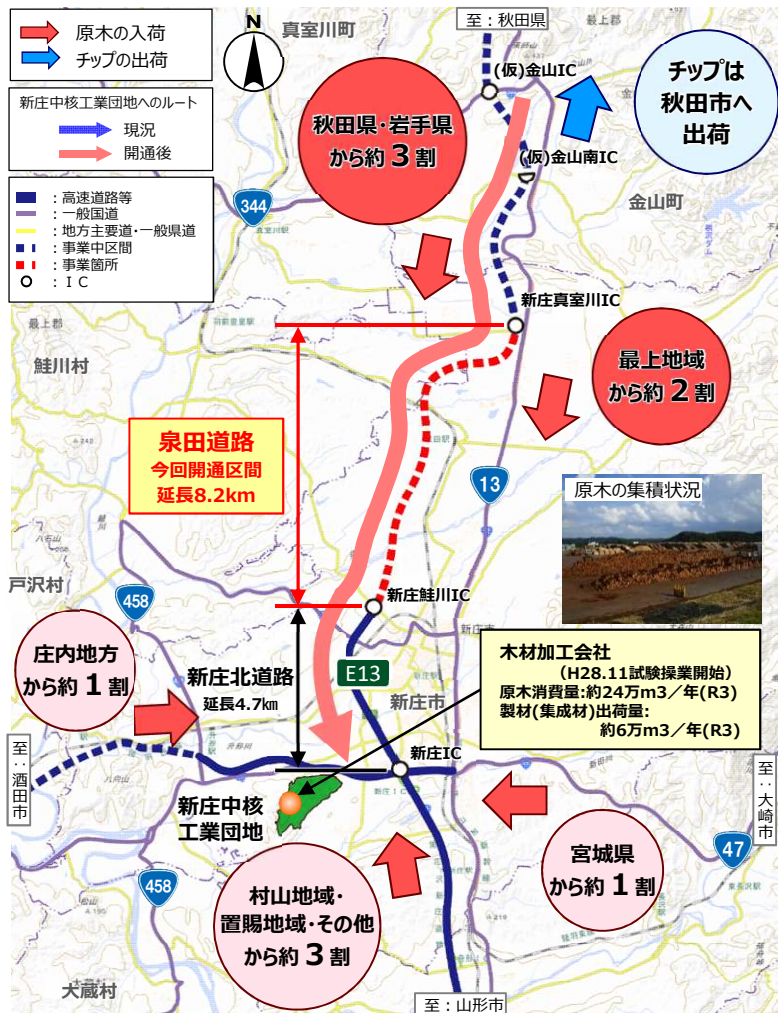 原木の入荷
チップの出荷
新庄中核工業団地へのルート
現況
開通後
：高速道路等
：一般国道
：地方主要道・一般県道
：事業中区間
：事業箇所
：ＩＣ
真室川町
至：秋田県
最上郡
(仮)金山IC
チップは
秋田市へ
出荷
秋田県・岩手県
から約３割
(仮)金山南IC
344
金山町
新庄真室川IC
最上郡
鮭川村
最上地域
から約２割
泉田道路
今回開通区間
延長8.2km
13
原木の集積状況
戸沢村
458
新庄鮭川IC
庄内地方
から約１割
新庄北道路
延長4.7㎞
E13
新庄市
木材加工会社
(H28.11試験操業開始)
原木消費量:約24万m3／年(R3)
製材(集成材)出荷量:
約6万m3／年(R3)
至：酒田市
新庄IC
至：大崎市
新庄中核
工業団地
宮城県
から約１割
47
458
村山地域・
置賜地域・その他
から約３割
大蔵村
至：山形市